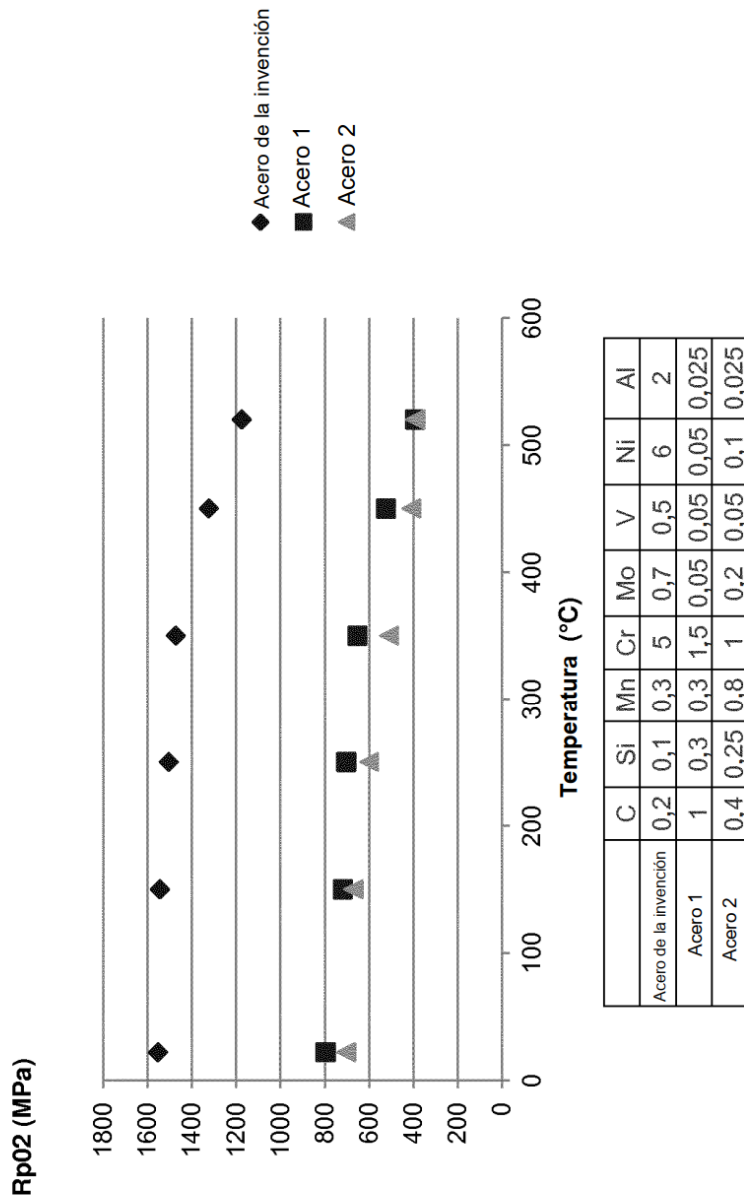 Rp02 (MPa)
1800
1600
1400
1200
1000
800
600
400
200
0
0 100 200 300 400 500 600
Temperatura (°C)
Acero de la invención
Acero 1
Acero 2
C Si Mn Cr Mo V Ni Al
Acero de la invención 0,2 0,1 0,3 5 0,7 0,5 6 2
Acero 1 1 0,3 0,3 1,5 0,05 0,05 0,05 0,025
Acero 2 0,4 0,25 0,8 1 0,2 0,05 0,1 0,025